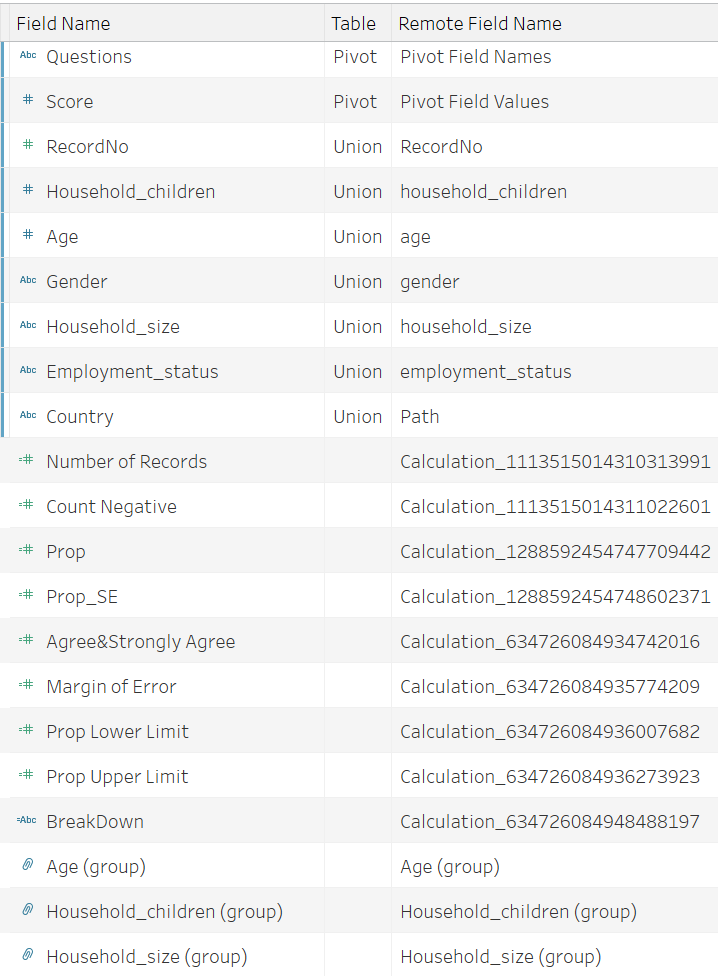 Field Name Table Remote Field Name
Abc Questions Pivot Pivot Field Names
# Score Pivot Pivot Field Values
# RecordNo Union RecordNo
# Household_children Union household_children
# Age Union age
Abc Gender Union gender
Abc Household_size Union household_size
Abc Employment_status Union employment_status
Abc Country Union Path
=# Number of Records Calculation_1113515014310313991
=# Count Negative Calculation_1113515014311022601
=# Prop Calculation_1288592454747709442
=# Prop_SE Calculation_1288592454748602371
=# Agree&Strongly Agree Calculation_634726084934742016
=# Margin of Error Calculation_634726084935774209
=# Prop Lower Limit Calculation_634726084936007682
=# Prop Upper Limit Calculation_634726084936273923
=Abc BreakDown Calculation_634726084948488197
Age (group) Age (group)
Household_children (group) Household_children (group)
Household_size (group) Household_size (group)